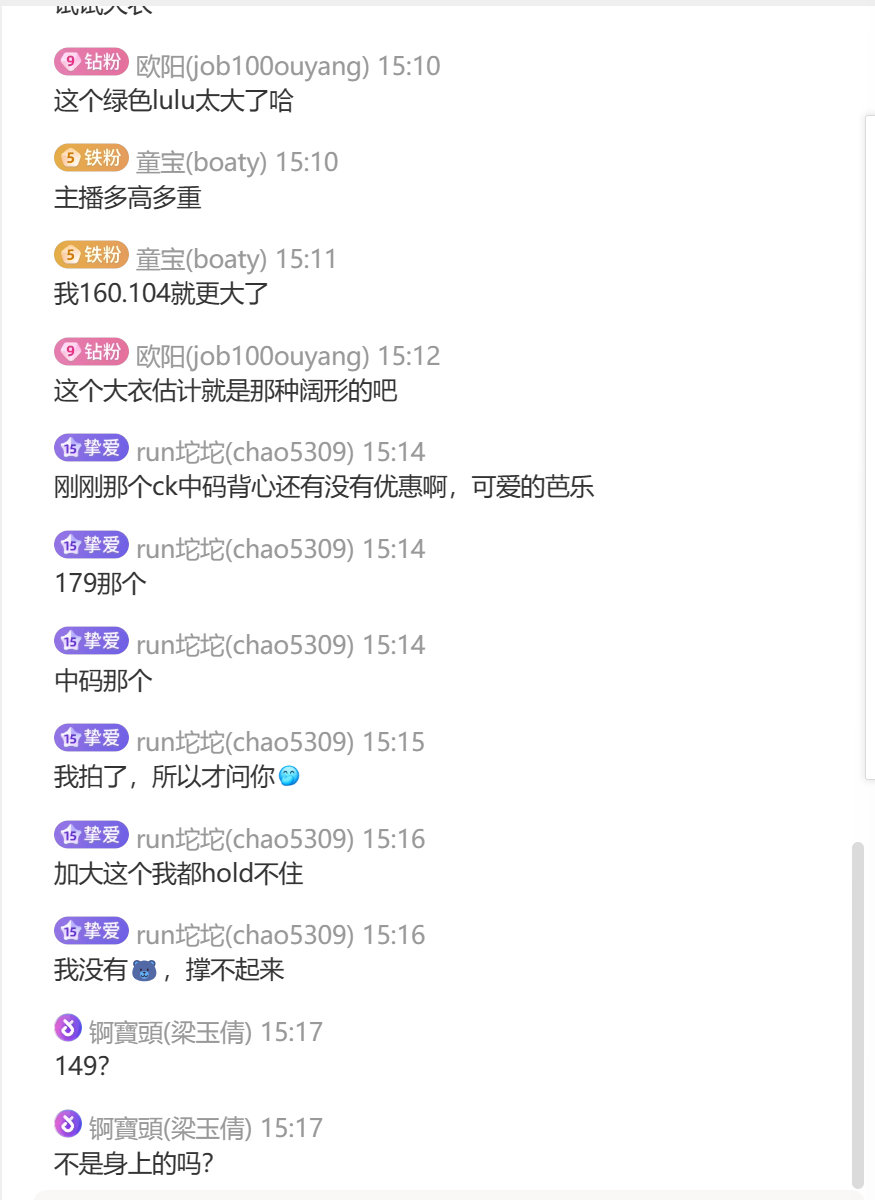 试试大衣
9 钻粉 欧阳(job100ouyang) 15:10
这个绿色lulu太大了哈
5 铁粉 童宝(boaty) 15:10
主播多高多重
5 铁粉 童宝(boaty) 15:11
我160.104就更大了
9 钻粉 欧阳(job100ouyang) 15:12
这个大衣估计就是那种阔形的吧
15 挚爱 run坨坨(chao5309) 15:14
刚刚那个ck中码背心还有没有优惠啊，可爱的芭乐
15 挚爱 run坨坨(chao5309) 15:14
179那个
15 挚爱 run坨坨(chao5309) 15:14
中码那个
15 挚爱 run坨坨(chao5309) 15:15
我拍了，所以才问你
15 挚爱 run坨坨(chao5309) 15:16
加大这个我都hold不住
15 挚爱 run坨坨(chao5309) 15:16
我没有，撑不起来
锕寶頭(梁玉倩) 15:17
149?
锕寶頭(梁玉倩) 15:17
不是身上的吗?